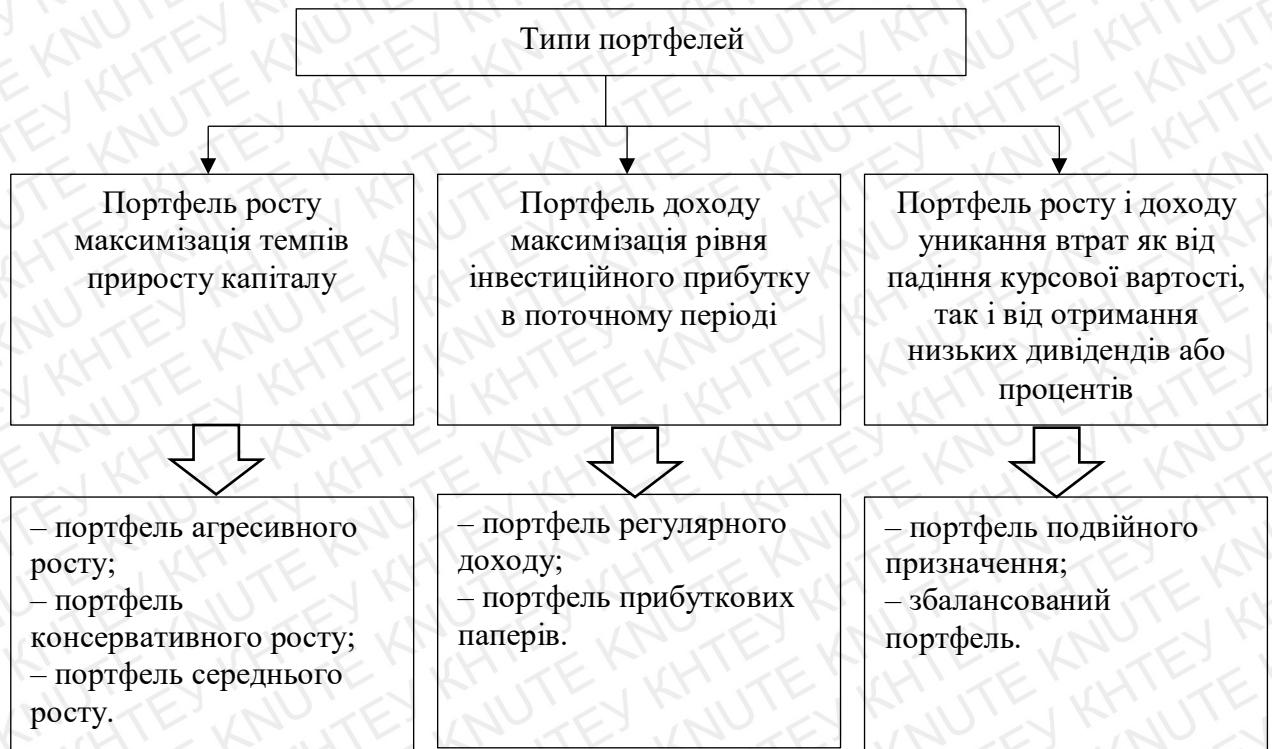 Типи портфелей
Портфель росту
максимізація темпів
приросту капіталу
Портфель доходу
максимізація рівня
інвестиційного прибутку
в поточному періоді
Портфель росту і доходу
уникання втрат як від
падіння курсової вартості,
так і від отримання
низьких дивідендів або
процентів
– портфель агресивного
росту;
– портфель
консервативного росту;
– портфель середнього
росту.
– портфель регулярного
доходу;
– портфель прибуткових
паперів.
– портфель подвійного
призначення;
– збалансований
портфель.